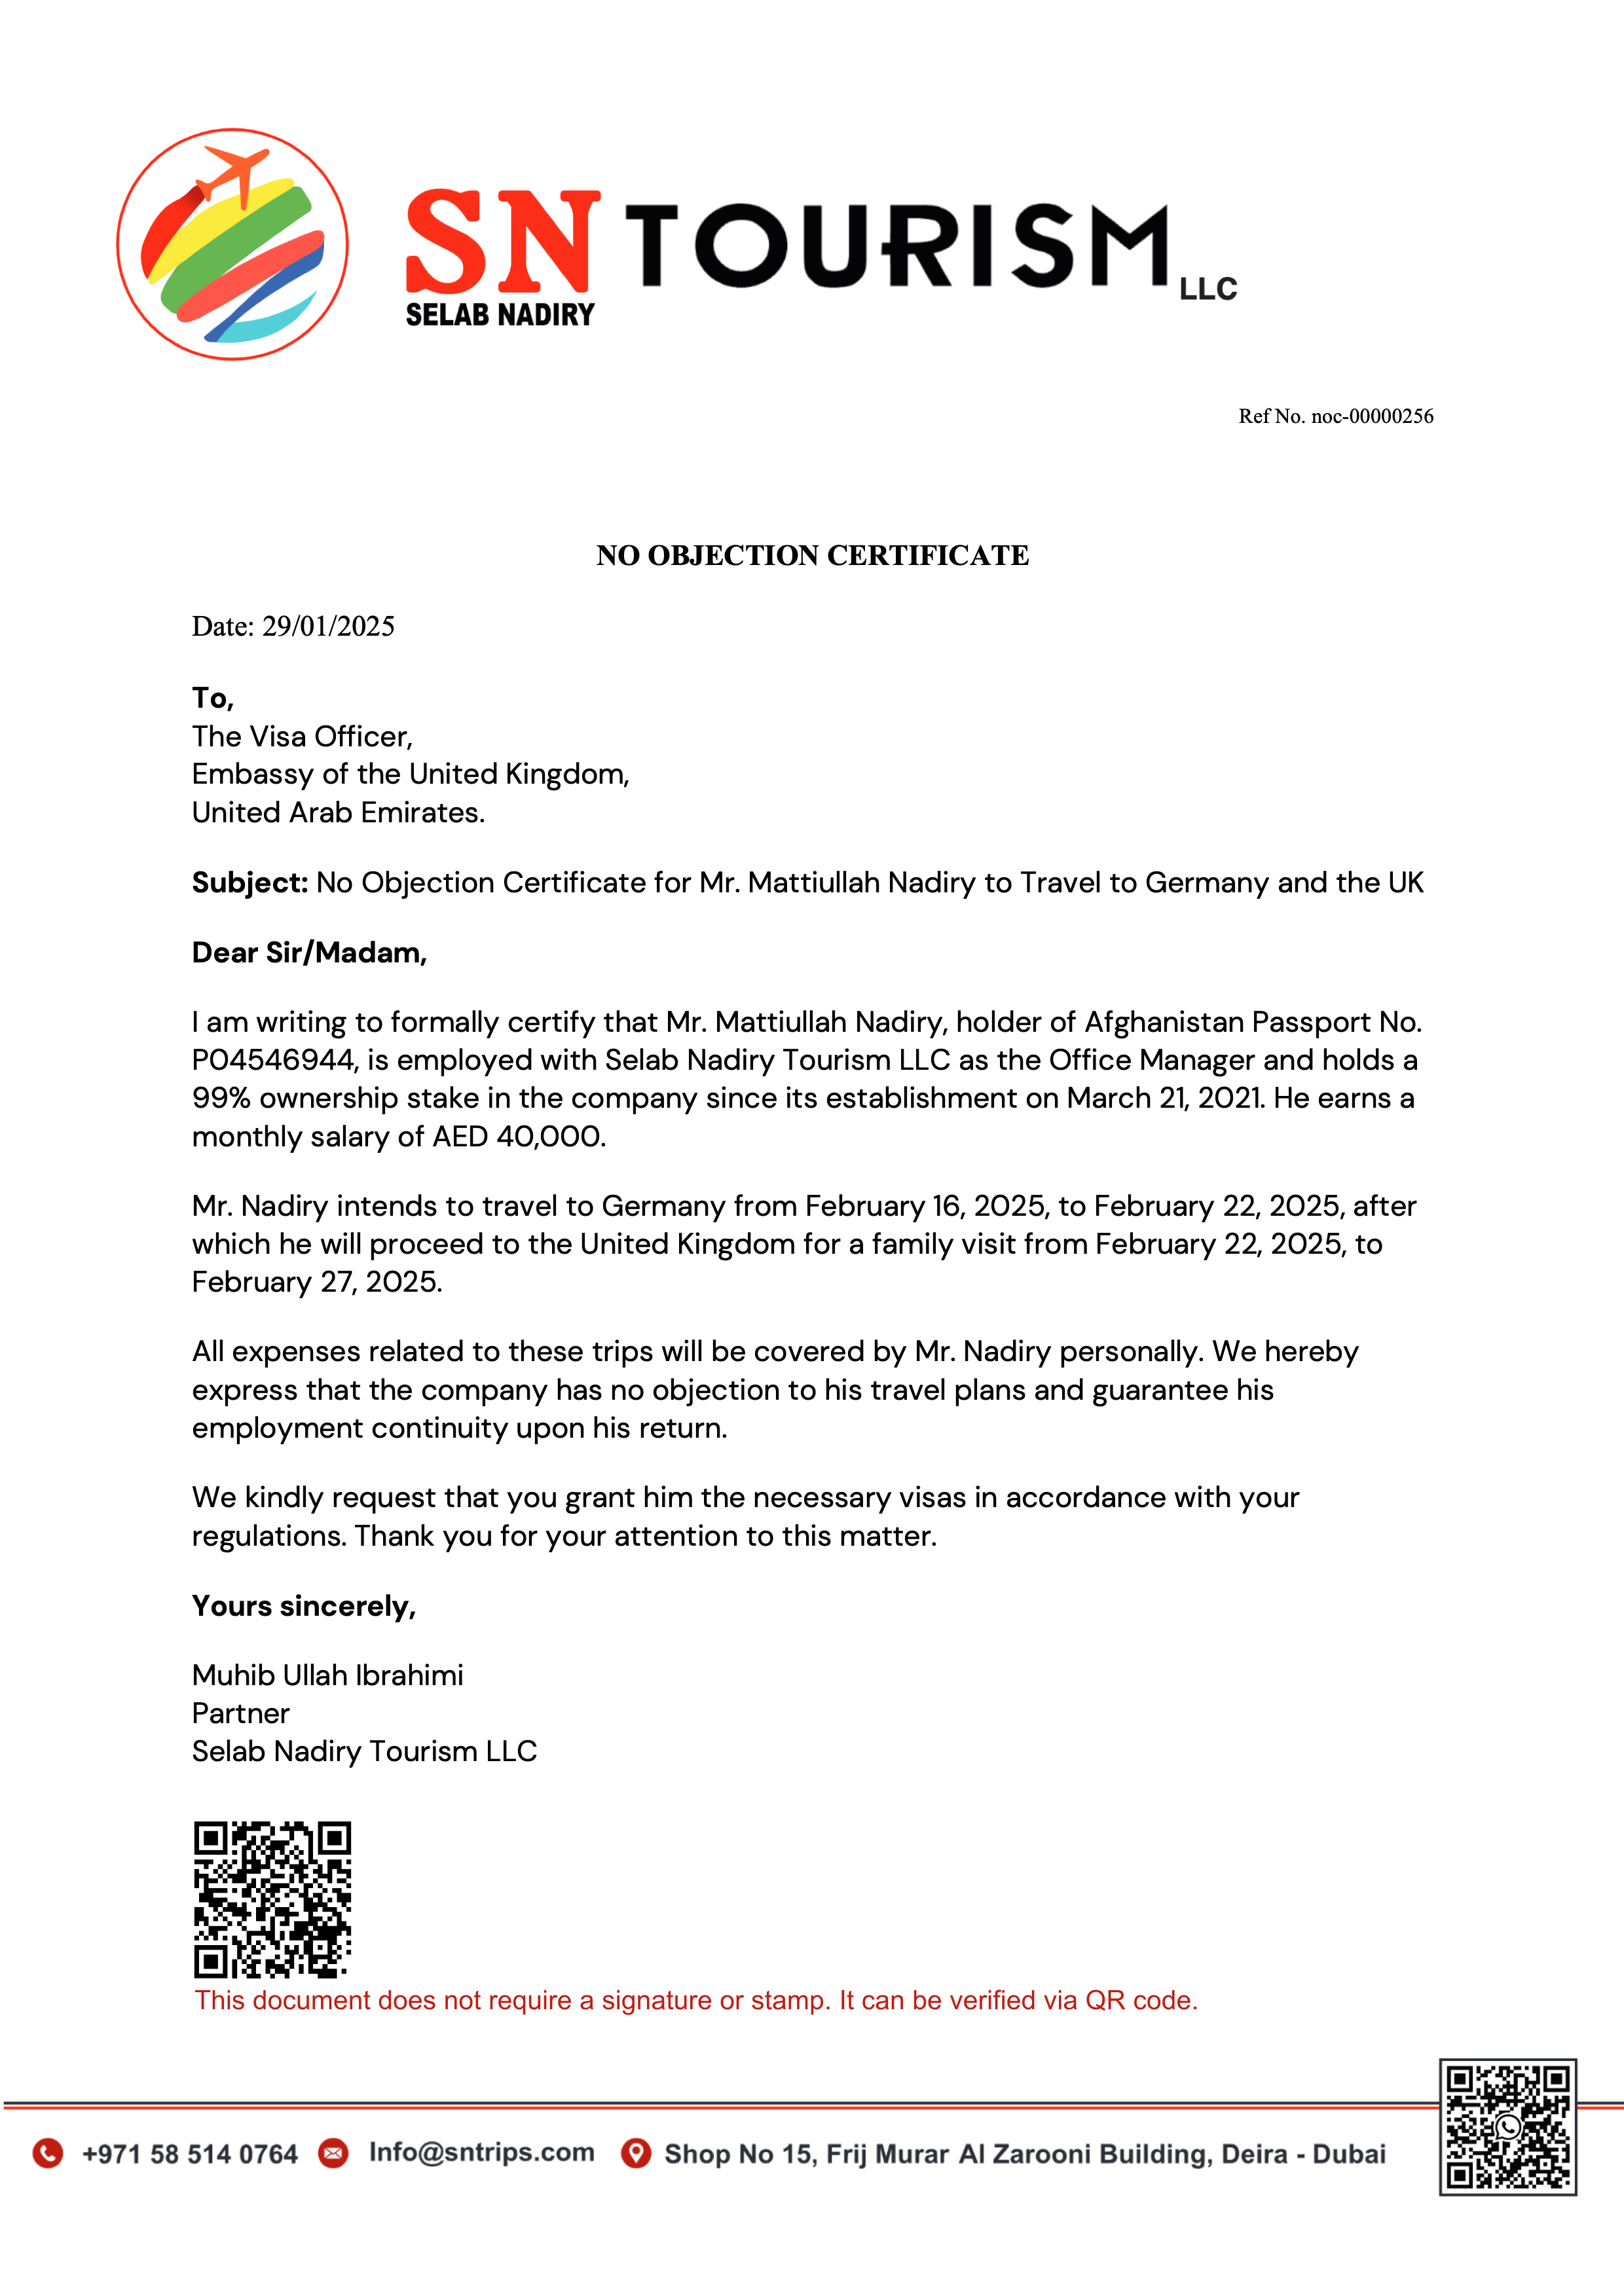 SN TOURISM LLC
SELAB NADIRY
Ref No. noc-00000256
NO OBJECTION CERTIFICATE
Date: 29/01/2025
To,
The Visa Officer,
Embassy of the United Kingdom,
United Arab Emirates.
Subject: No Objection Certificate for Mr. Mattiullah Nadiry to Travel to Germany and the UK
Dear Sir/Madam,
I am writing to formally certify that Mr. Mattiullah Nadiry, holder of Afghanistan Passport No.
P04546944, is employed with Selab Nadiry Tourism LLC as the Office Manager and holds a
99% ownership stake in the company since its establishment on March 21, 2021. He earns a
monthly salary of AED 40,000.
Mr. Nadiry intends to travel to Germany from February 16, 2025, to February 22, 2025, after
which he will proceed to the United Kingdom for a family visit from February 22, 2025, to
February 27, 2025.
All expenses related to these trips will be covered by Mr. Nadiry personally. We hereby
express that the company has no objection to his travel plans and guarantee his
employment continuity upon his return.
We kindly request that you grant him the necessary visas in accordance with your
regulations. Thank you for your attention to this matter.
Yours sincerely,
Muhib Ullah Ibrahimi
Partner
Selab Nadiry Tourism LLC
This document does not require a signature or stamp. It can be verified via QR code.
+971 58 514 0764 Info@sntrips.com Shop No 15, Frij Murar Al Zarooni Building, Deira - Dubai